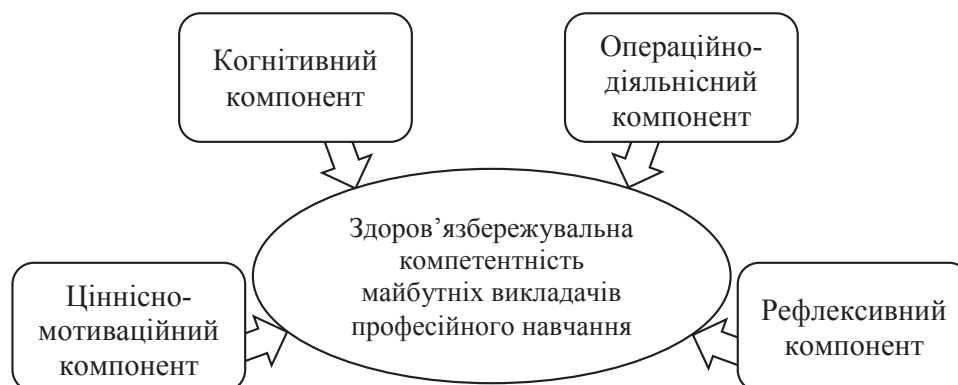 Когнітивний
компонент
Операційно-
діяльнісний
компонент
Здоров’язбережувальна
компетентність
майбутніх викладачів
професійного навчання
Ціннісно-
мотиваційний
компонент
Рефлексивний
компонент